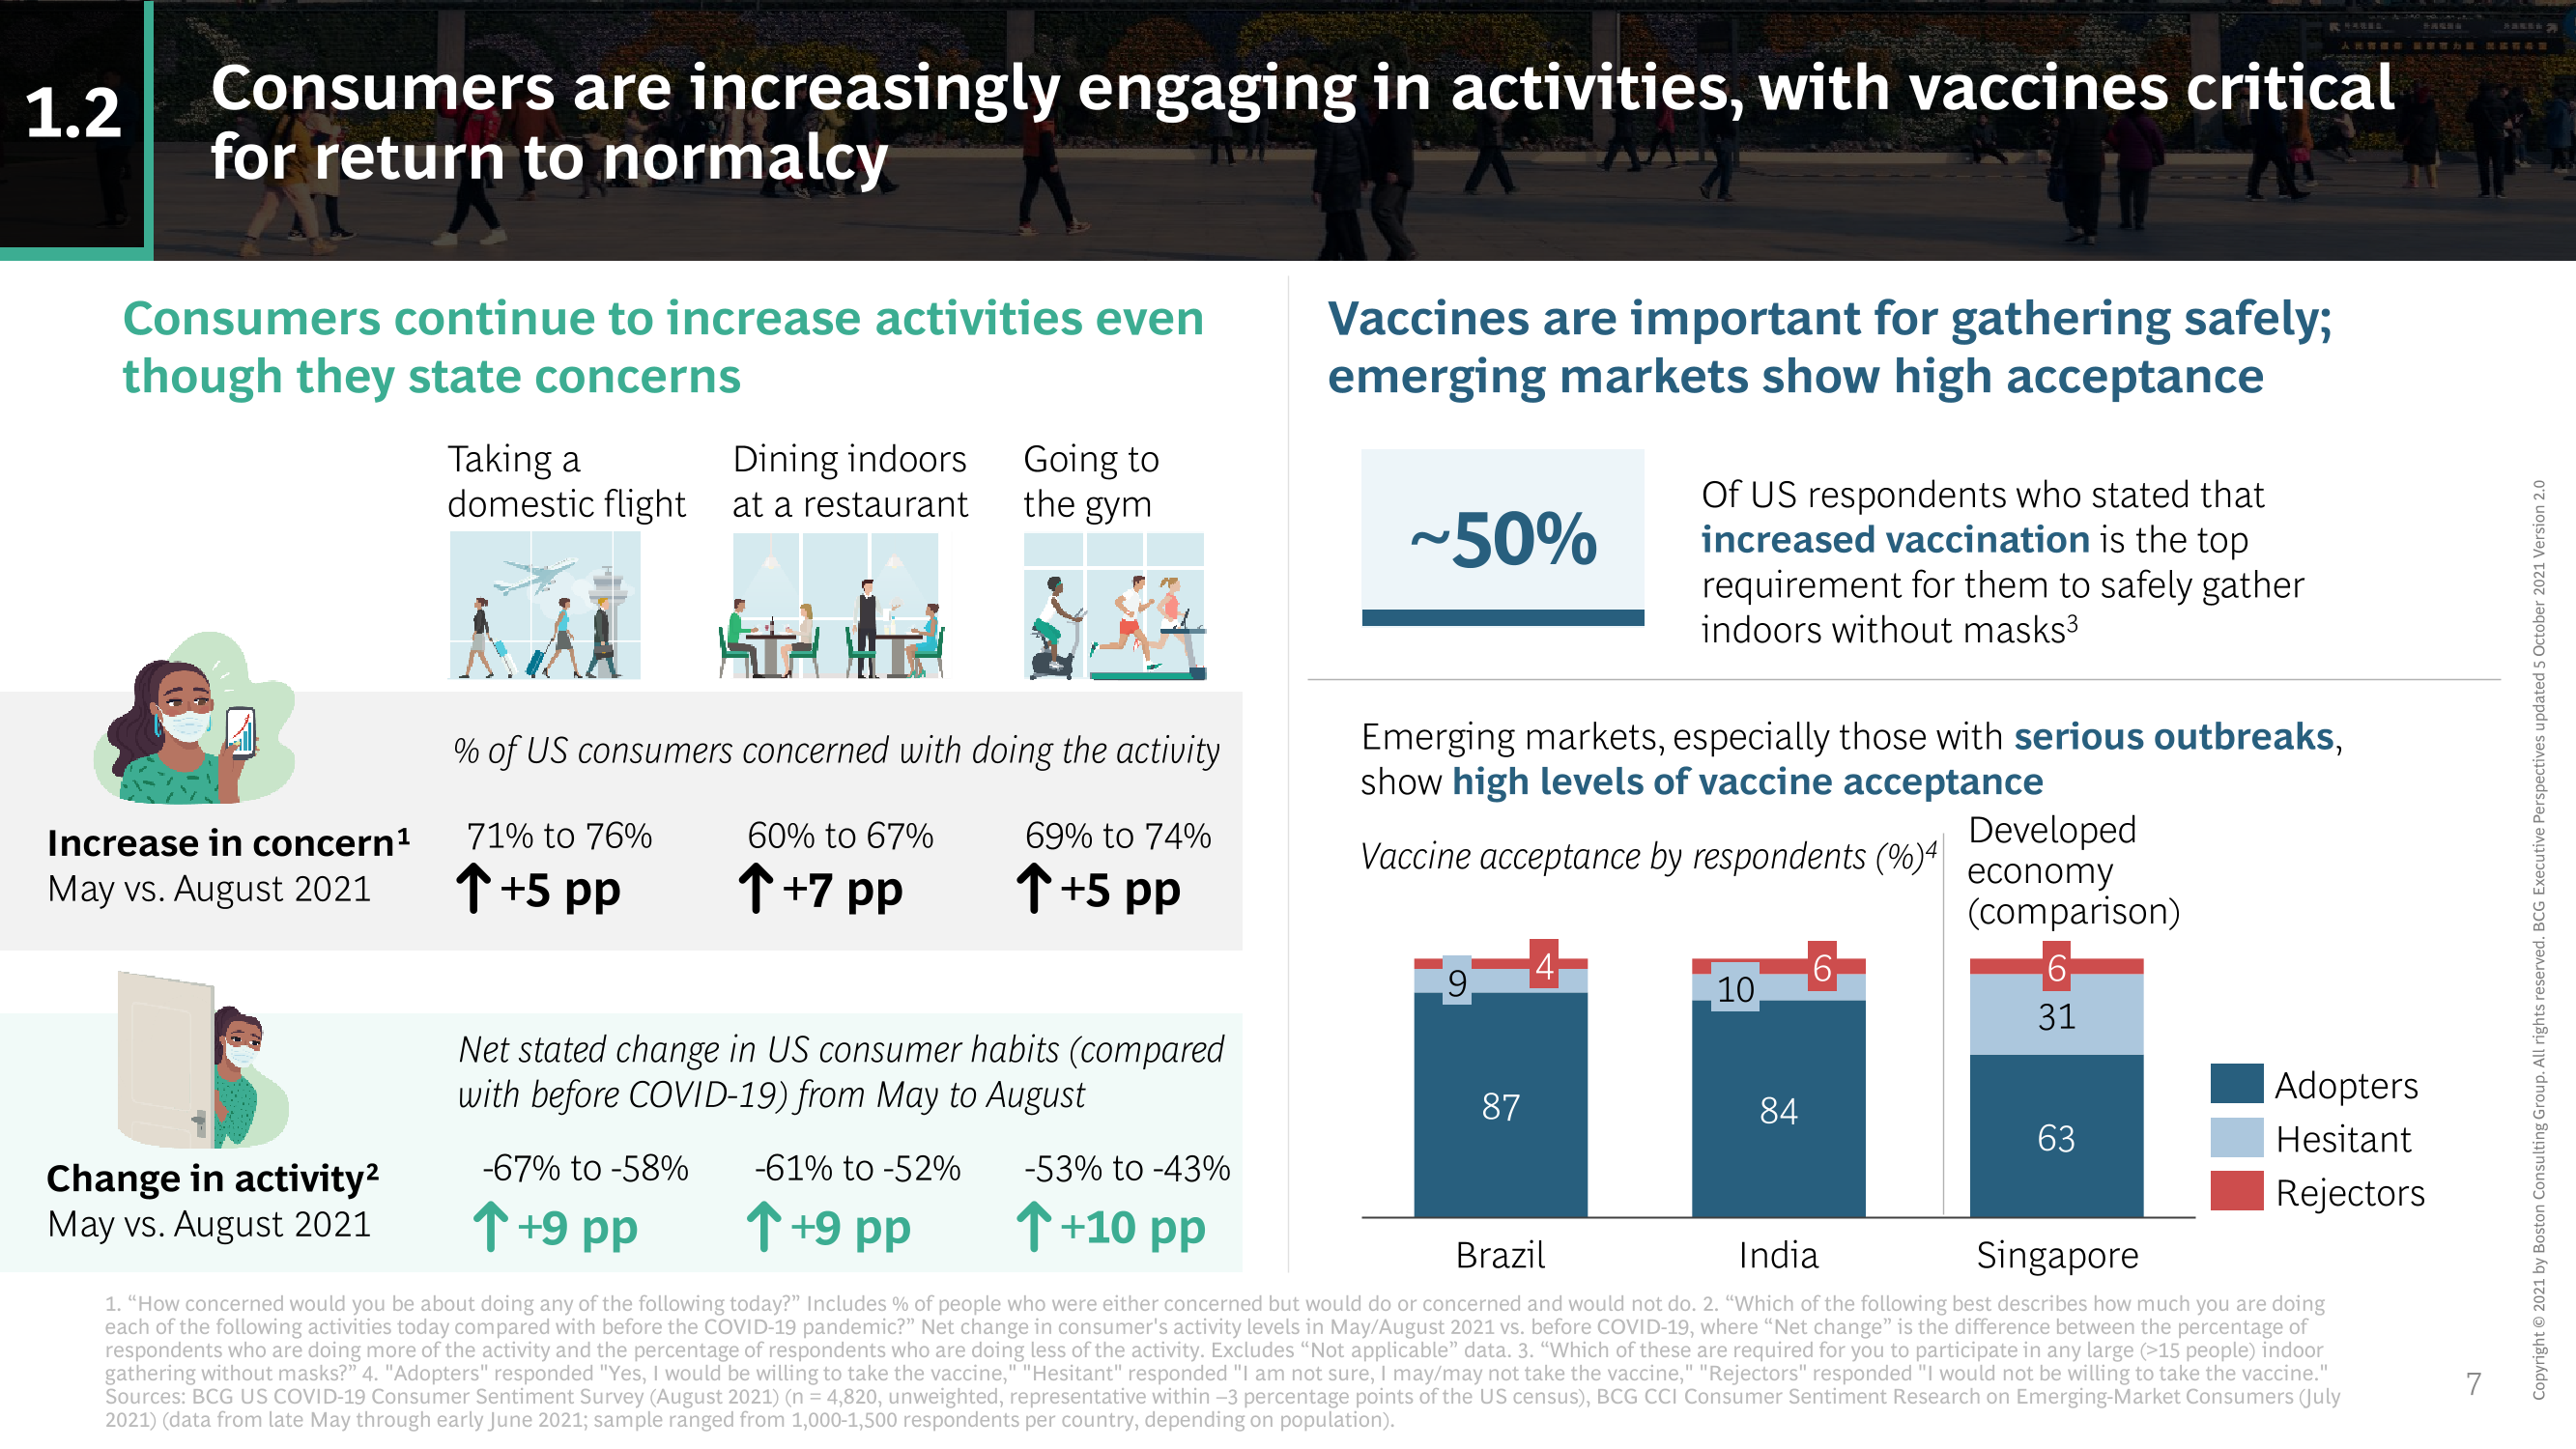 1.2
Consumers are increasingly engaging in activities, with vaccines critical
for return to normalcy
Consumers continue to increase activities even
though they state concerns
Taking a
domestic flight
Dining indoors
at a restaurant
Going to
the gym
% of US consumers concerned with doing the activity
Increase in concern¹
May vs. August 2021
71% to 76%
+5 pp
60% to 67%
+7 pp
69% to 74%
+5 pp
Net stated change in US consumer habits (compared
with before COVID-19) from May to August
Change in activity²
May vs. August 2021
-67% to -58%
+9 pp
-61% to -52%
+9 pp
-53% to -43%
+10 pp
Vaccines are important for gathering safely;
emerging markets show high acceptance
~50%
Of US respondents who stated that
increased vaccination is the top
requirement for them to safely gather
indoors without masks³
Emerging markets, especially those with serious outbreaks,
show high levels of vaccine acceptance
Vaccine acceptance by respondents (%)⁴
Developed
economy
(comparison)
9
4
87
Brazil
10
6
84
India
6
31
63
Singapore
Adopters
Hesitant
Rejectors
1. “How concerned would you be about doing any of the following today?” Includes % of people who were either concerned but would do or concerned and would not do. 2. “Which of the following best describes how much you are doing
each of the following activities today compared with before the COVID-19 pandemic?” Net change in consumer's activity levels in May/August 2021 vs. before COVID-19, where “Net change” is the difference between the percentage of
respondents who are doing more of the activity and the percentage of respondents who are doing less of the activity. Excludes “Not applicable” data. 3. “Which of these are required for you to participate in any large (>15 people) indoor
gathering without masks?” 4. "Adopters" responded "Yes, I would be willing to take the vaccine," "Hesitant" responded "I am not sure, I may/may not take the vaccine," "Rejectors" responded "I would not be willing to take the vaccine."
Sources: BCG US COVID-19 Consumer Sentiment Survey (August 2021) (n = 4,820, unweighted, representative within –3 percentage points of the US census), BCG CCI Consumer Sentiment Research on Emerging-Market Consumers (July
2021) (data from late May through early June 2021; sample ranged from 1,000-1,500 respondents per country, depending on population).
7
Copyright © 2021 by Boston Consulting Group. All rights reserved. BCG Executive Perspectives updated 5 October 2021 Version 2.0